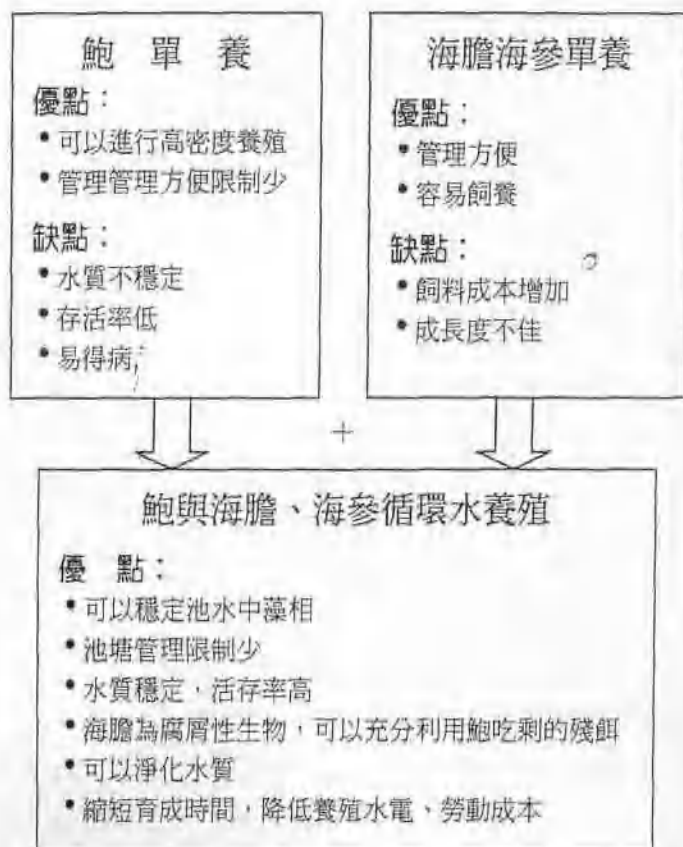 鮑 單 養
優點：
• 可以進行高密度養殖
• 管理管理方便限制少
缺點：
• 水質不穩定
• 存活率低
• 易得病
海膽海參單養
優點：
• 管理方便
• 容易飼養
缺點：
• 飼料成本增加
• 成長度不佳
+
鮑與海膽、海參循環水養殖
優 點：
• 可以穩定池水中藻相
• 池塘管理限制少
• 水質穩定，活存率高
• 海膽為腐屑性生物，可以充分利用鮑吃剩的殘餌
• 可以淨化水質
• 縮短育成時間，降低養殖水電、勞動成本